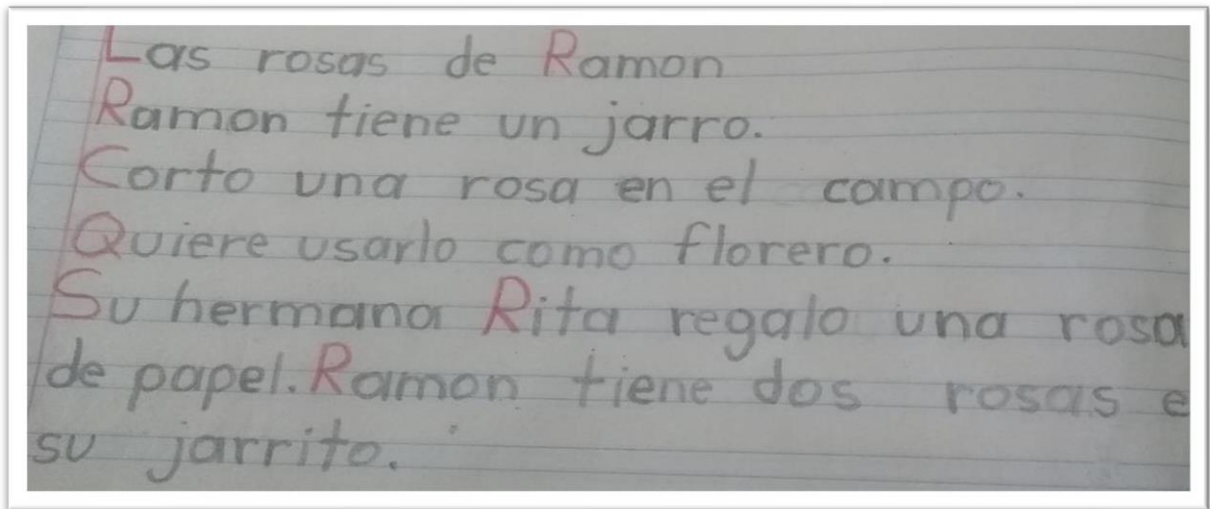 Las rosas de Ramon
Ramon tiene un jarro.
Corto una rosa en el campo.
Quiere usarlo como florero.
Su hermana Rita regalo una rosa
de papel. Ramon tiene dos rosas e
su jarrito.